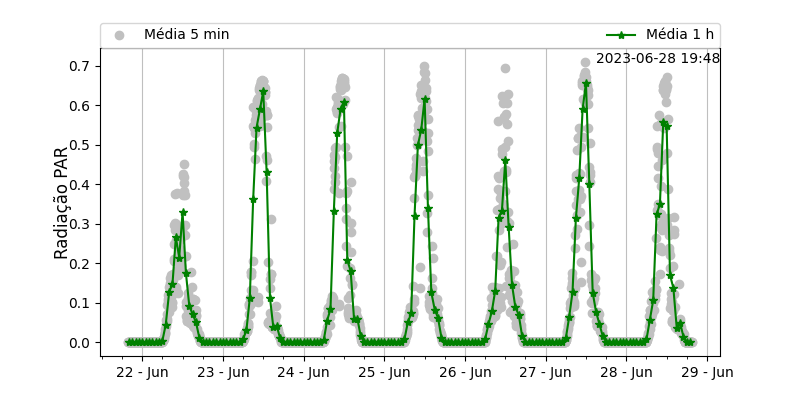 Média 5 min
Média 1 h
2023-06-28 19:48
Radiação PAR
0.7
0.6
0.5
0.4
0.3
0.2
0.1
0.0
22 - Jun
23 - Jun
24 - Jun
25 - Jun
26 - Jun
27 - Jun
28 - Jun
29 - Jun